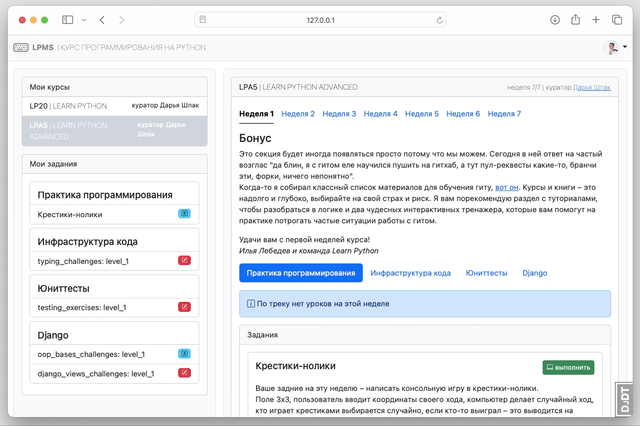 127.0.0.1
LPMS | КУРС ПРОГРАММИРОВАНИЯ НА PYTHON
Мои курсы
LP20 | LEARN PYTHON куратор Дарья Шпак
LPA5 | LEARN PYTHON ADVANCED куратор Дарья Шпак
Мои задания
Практика программирования
Крестики-нолики
Инфраструктура кода
typing_challenges: level_1
Юниттесты
testing_exercises: level_1
Django
oop_bases_challenges: level_1
django_views_challenges: level_1
LPA5 | LEARN PYTHON ADVANCED неделя 7/7 | куратор Дарья Шпак
Неделя 1 Неделя 2 Неделя 3 Неделя 4 Неделя 5 Неделя 6 Неделя 7
Бонус
Это секция будет иногда появляться просто потому что мы можем. Сегодня в ней ответ на частый
возглас "да блин, я с гитом еле научился пушить на гитхаб, а тут пул-реквесты какие-то, бранчи
эти, форки, ничего непонятно".
Когда-то я собирал классный список материалов для обучения гиту, вот он. Курсы и книги – это
надолго и глубоко, выбирайте на свой страх и риск. Я вам порекомендую раздел с туториалами,
чтобы разобраться в логике и два чудесных интерактивных тренажера, которые вам помогут на
практике потрогать частые ситуации работы с гитом.
Удачи вам с первой неделей курса!
Илья Лебедев и команда Learn Python
Практика программирования Инфраструктура кода Юниттесты Django
По треку нет уроков на этой неделе
Задания
Крестики-нолики выполнить
Ваше задние на эту неделю – написать консольную игру в крестики-нолики.
Поле 3x3, пользователь вводит координаты своего хода, компьютер делает случайный ход,
кто играет крестиками выбирается случайно, если кто-то выиграл – это выводится на
DJDT